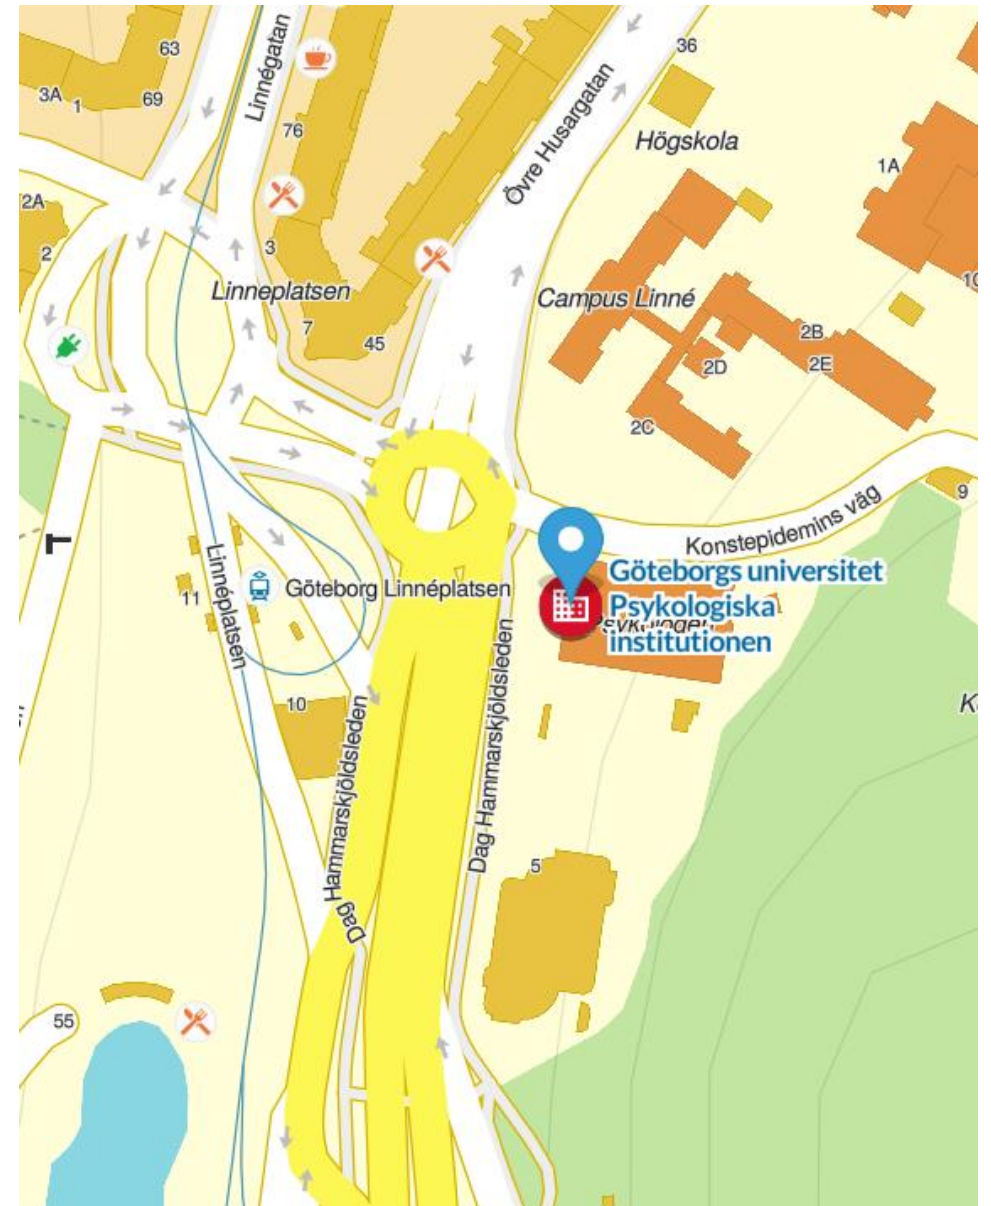 63
Linnégatan
36
3A
1
69
76
Övre Husargatan
Högskola
1A
2A
2
3
Linneplatsen
Campus Linné
10
7
45
2B
2D
2E
2C
9
Konstepidemins väg
Göteborgs universitet
Psykologiska
institutionen
Linnéplatsen
11
Göteborg Linnéplatsen
10
Dag Hammarskjöldsleden
Dag Hammarskjöldsleden
Dag
5
55